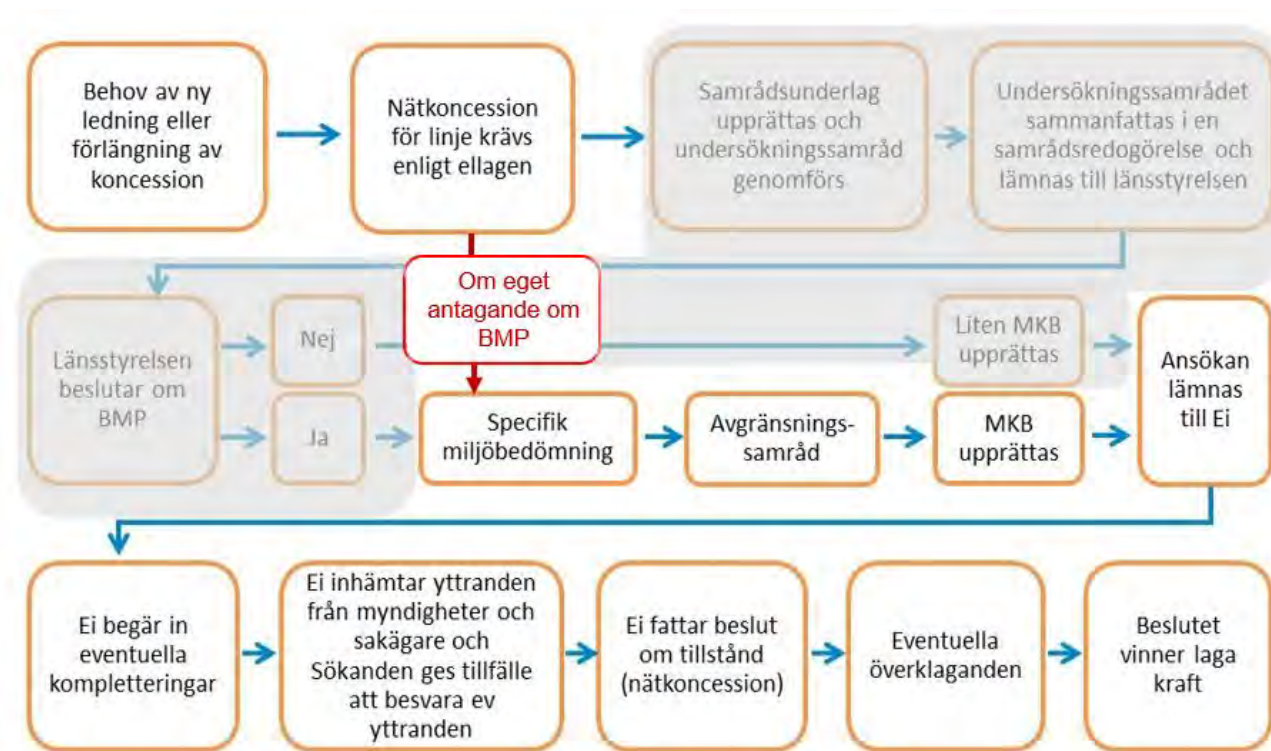 Behov av ny
ledning eller
förlängning av
koncession
Nätkoncession
för linje krävs
enligt ellagen
Samrådsunderlag
upprättas och
undersökningssamråd
genomförs
Undersökningssamrådet
sammanfattas i en
samrådsredogörelse och
lämnas till länsstyrelsen
Om eget
antagande om
BMP
Länsstyrelsen
beslutar om
BMP
Nej
Ja
Liten MKB
upprättas
Specifik
miljöbedömning
Avgränsnings-
samråd
MKB
upprättas
Ansökan
lämnas
till Ei
Ei begär in
eventuella
kompletteringar
Ei inhämtar yttranden
från myndigheter och
sakägare och
Sökanden ges tillfälle
att besvara ev
yttranden
Ei fattar beslut
om tillstånd
(nätkoncession)
Eventuella
överklaganden
Beslutet
vinner laga
kraft